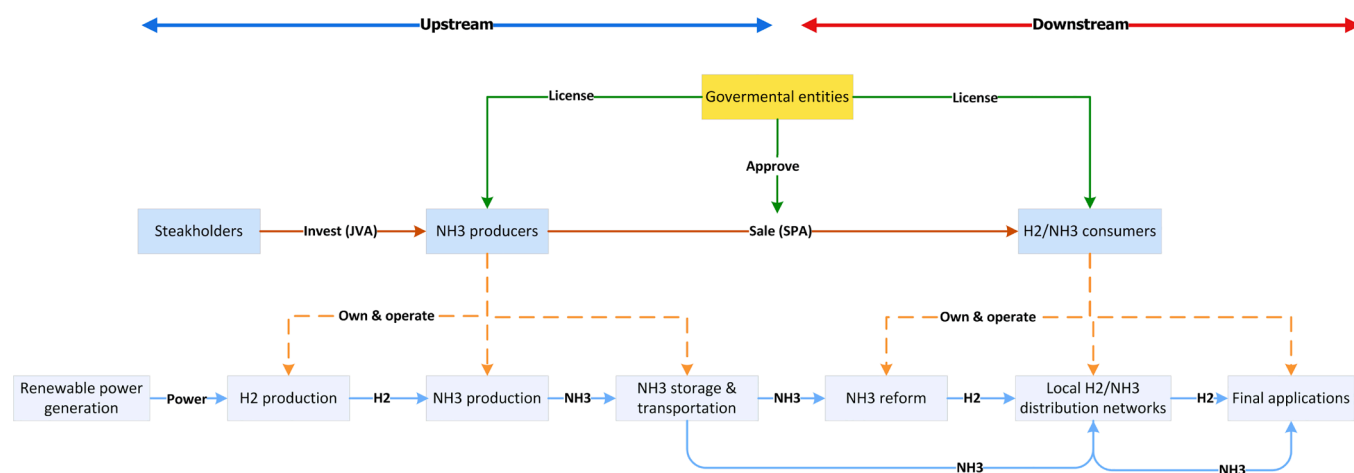 Upstream
Downstream
Govermental entities
License
License
Approve
Steakholders
Invest (JVA)
NH3 producers
Sale (SPA)
H2/NH3 consumers
Own & operate
Own & operate
Renewable power
generation
Power
H2 production
H2
NH3 production
NH3
NH3 storage &
transportation
NH3
NH3 reform
H2
Local H2/NH3
distribution networks
H2
Final applications
NH3
NH3